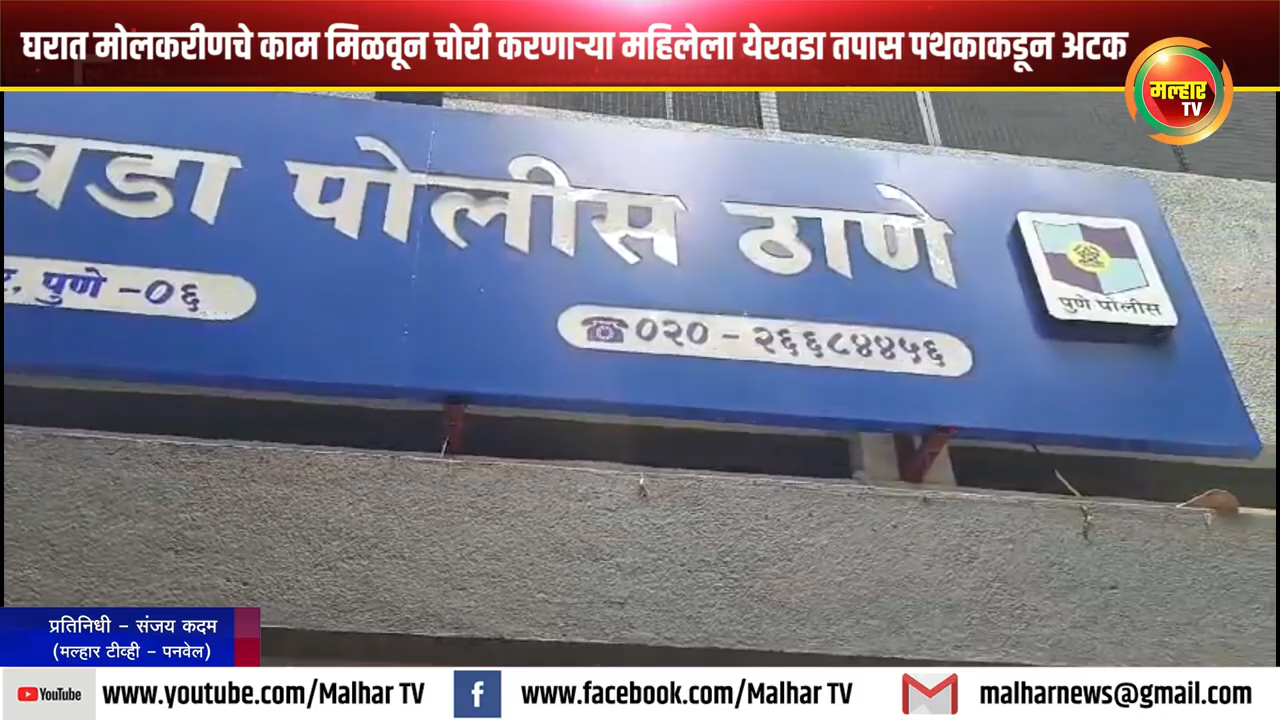 घरात मोलकरीणचे काम मिळवून चोरी करणाऱ्या महिलेला येरवडा तपास पथकाकडून अटक
मल्हार
TV
वडा पोलीस ठाणे
र, पुणे -०६
☎०२० - २६६८४४५६
पुणे पोलीस
प्रतिनिधी - संजय कदम
(मल्हार टीव्ही - पनवेल)
YouTube www.youtube.com/Malhar TV www.facebook.com/Malhar TV malharnews@gmail.com